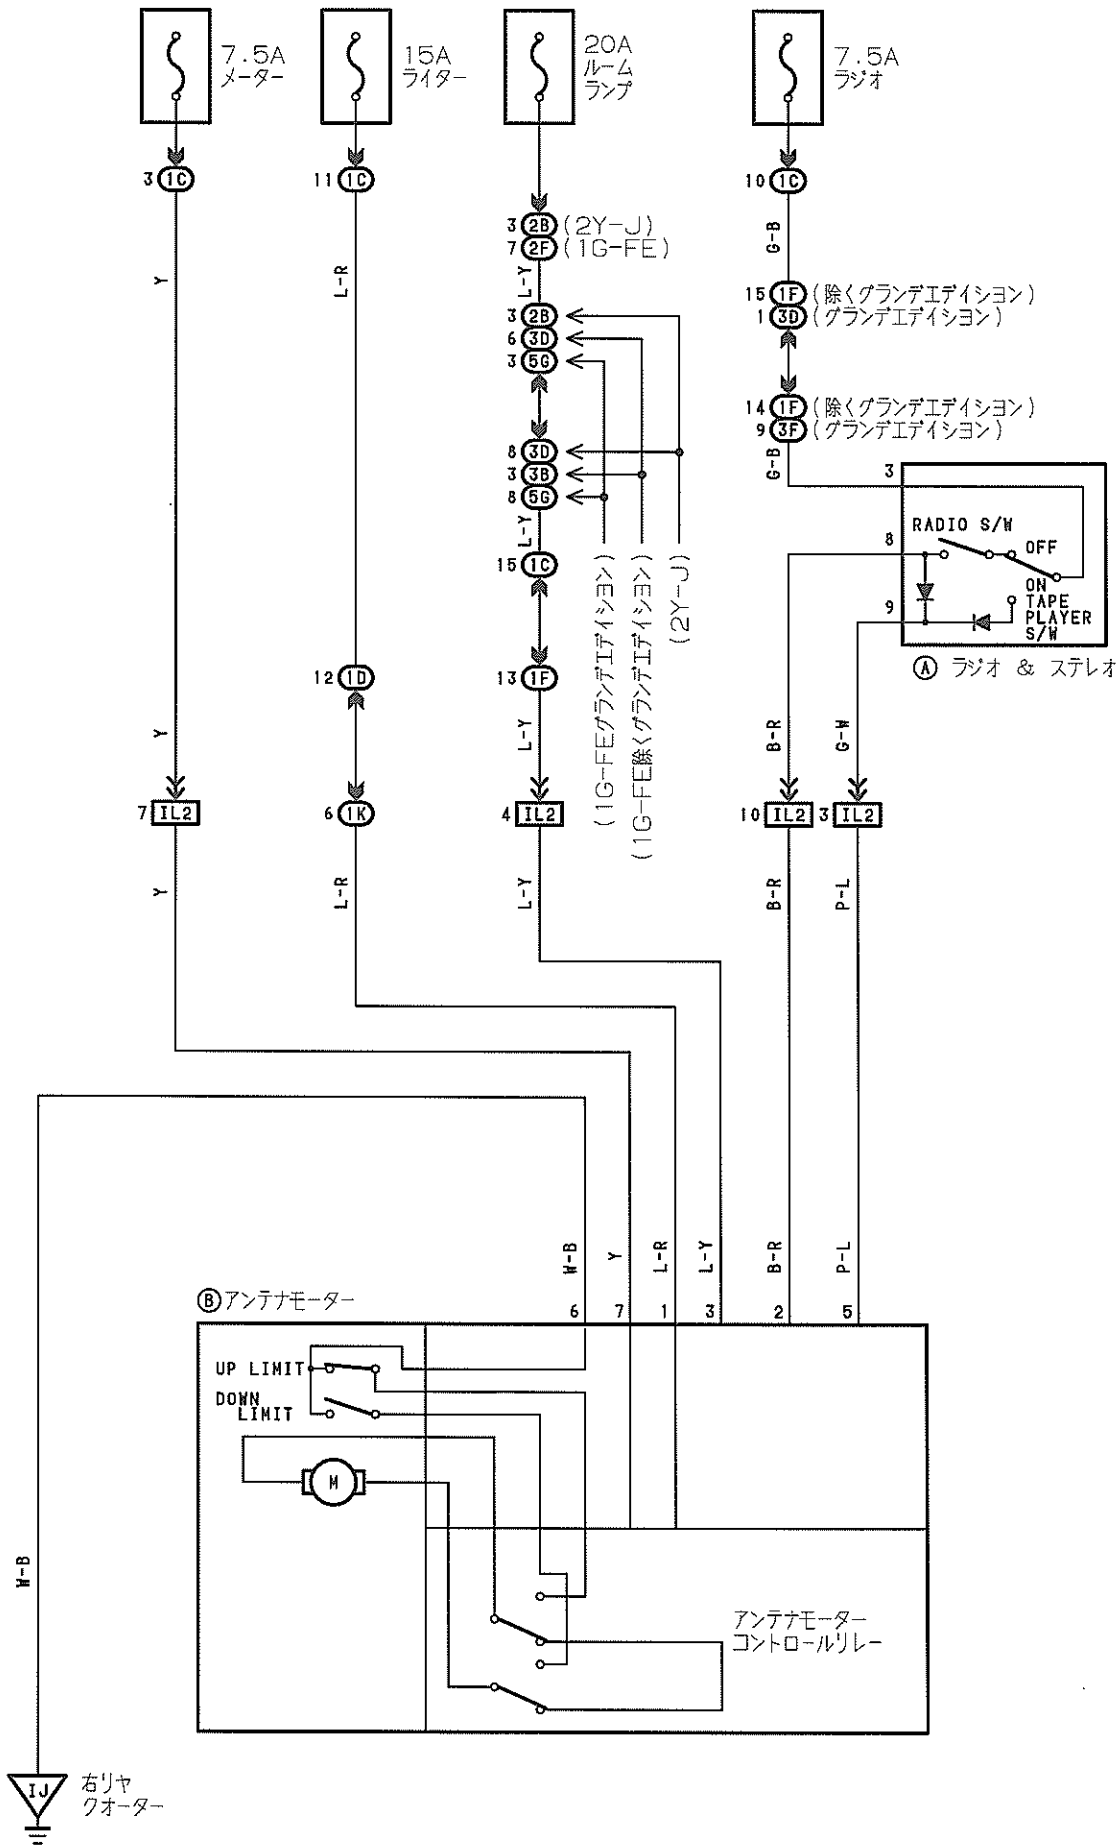 7.5A
メーター
15A
ライター
20A
ルーム
ランプ
7.5A
ラジオ
3 1C
11 1C
10 1C
3 2B (2Y-J)
7 2F (1G-FE)
G-B
Y
L-R
L-Y
15 1F (除くグランデエディション)
1 3D (グランデエディション)
3 2B
6 3D
3 5G
14 1F (除くグランデエディション)
9 3F (グランデエディション)
8 3D
3 3B
8 5G
G-B
3
L-Y
RADIO S/W
8
OFF
15 1C
ON
TAPE
PLAYER
S/W
9
(1G-FEグランデエディション)
(1G-FE除くグランデエディション)
(2Y-J)
A ラジオ & ステレオ
12 1D
13 1F
Y
L-Y
B-R
G-W
7 IL2
6 1K
4 IL2
10 IL2
3 IL2
Y
L-R
L-Y
B-R
P-L
W-B
Y
L-R
L-Y
B-R
P-L
B アンテナモーター
6
7
1
3
2
5
UP LIMIT
DOWN
LIMIT
M
W-B
アンテナモーター
コントロールリレー
IJ
右リヤ
クオーター